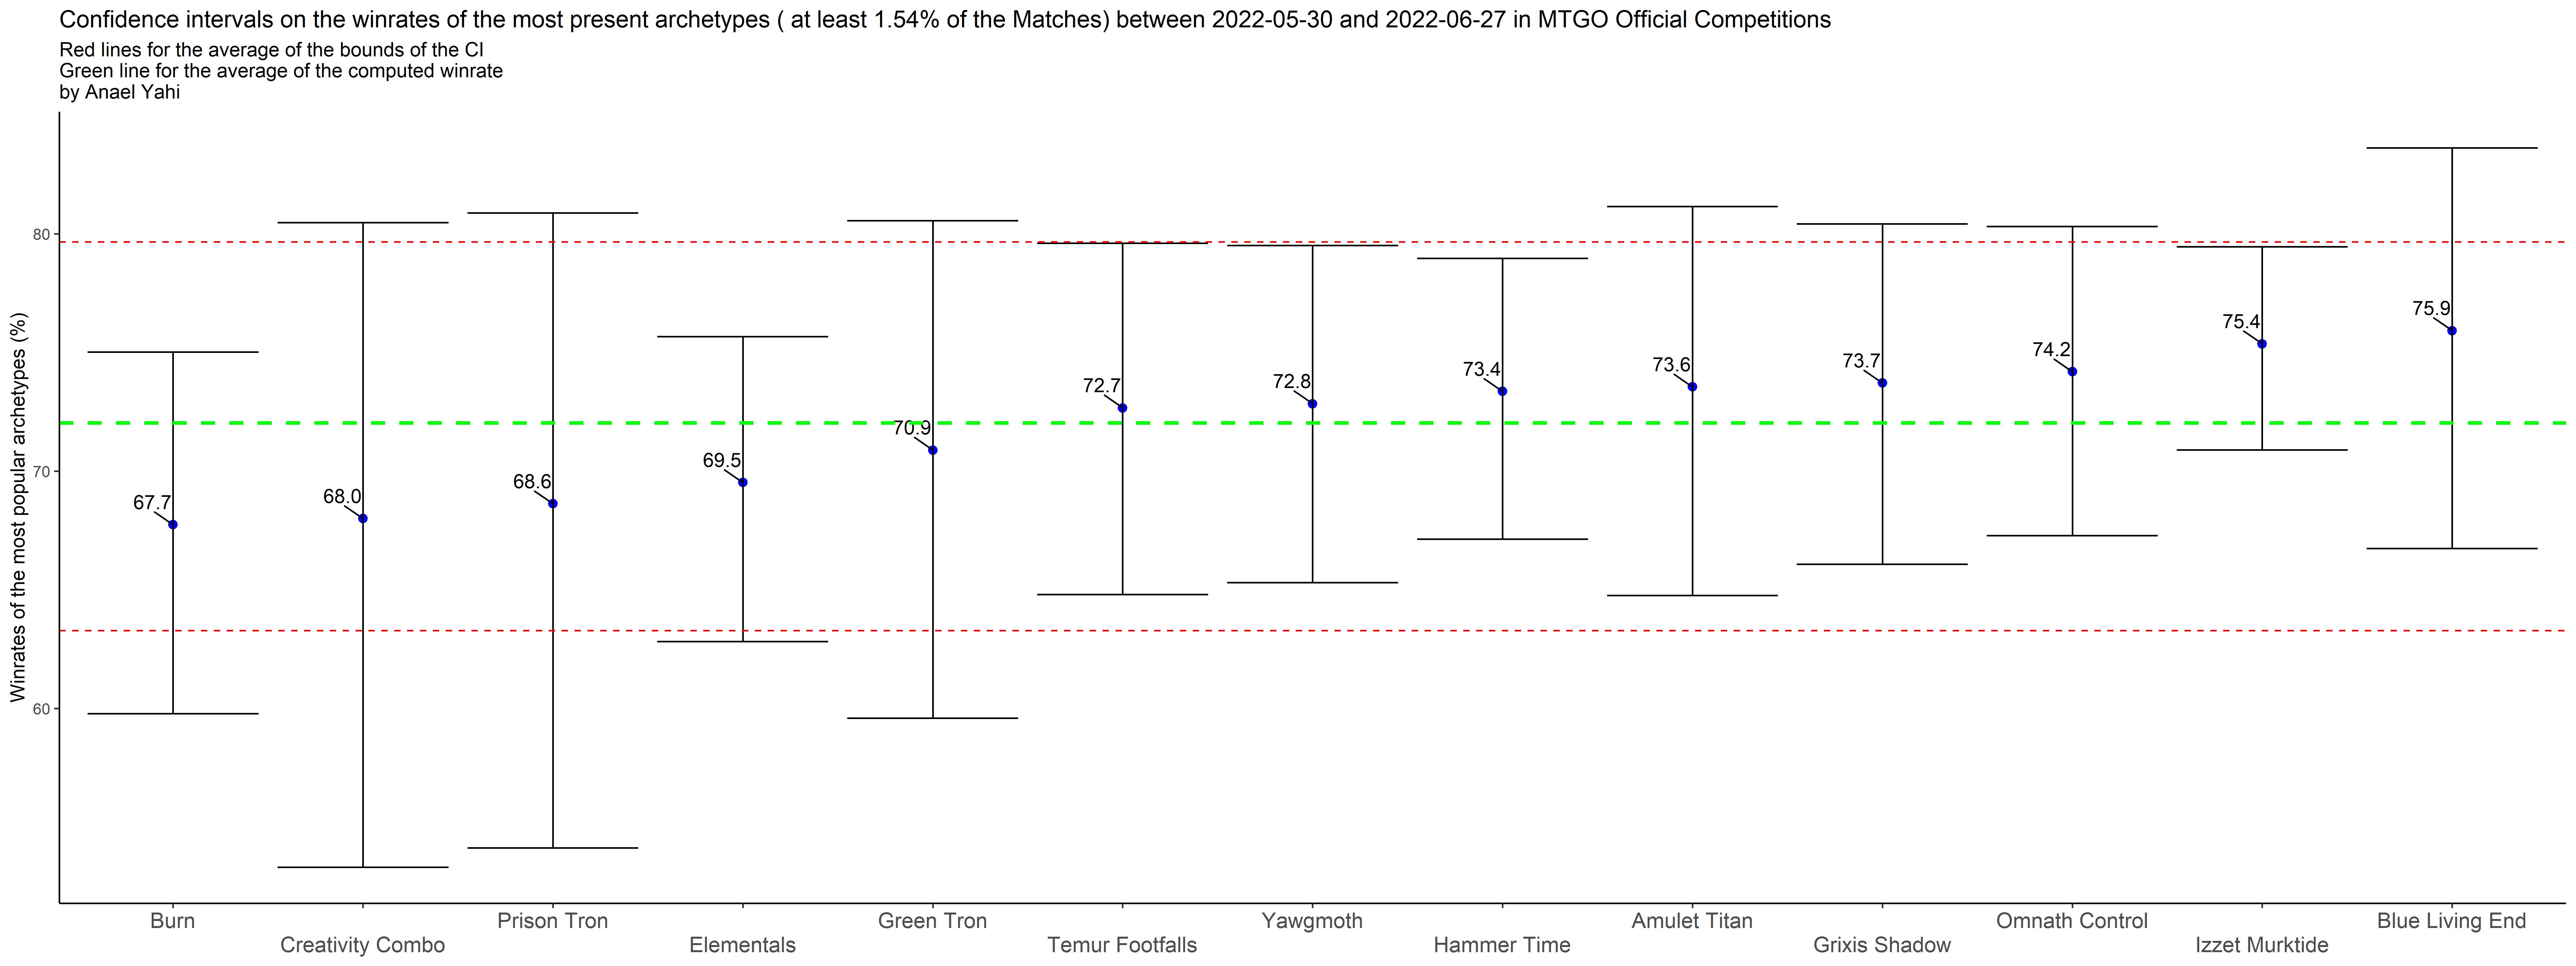 Confidence intervals on the winrates of the most present archetypes ( at least 1.54% of the Matches) between 2022-05-30 and 2022-06-27 in MTGO Official Competitions
Red lines for the average of the bounds of the CI
Green line for the average of the computed winrate
by Anael Yahi
Winrates of the most popular archetypes (%)
80
70
60
67.7
68.0
68.6
69.5
70.9
72.7
72.8
73.4
73.6
73.7
74.2
75.4
75.9
Burn
Creativity Combo
Prison Tron
Elementals
Green Tron
Temur Footfalls
Yawgmoth
Hammer Time
Amulet Titan
Grixis Shadow
Omnath Control
Izzet Murktide
Blue Living End